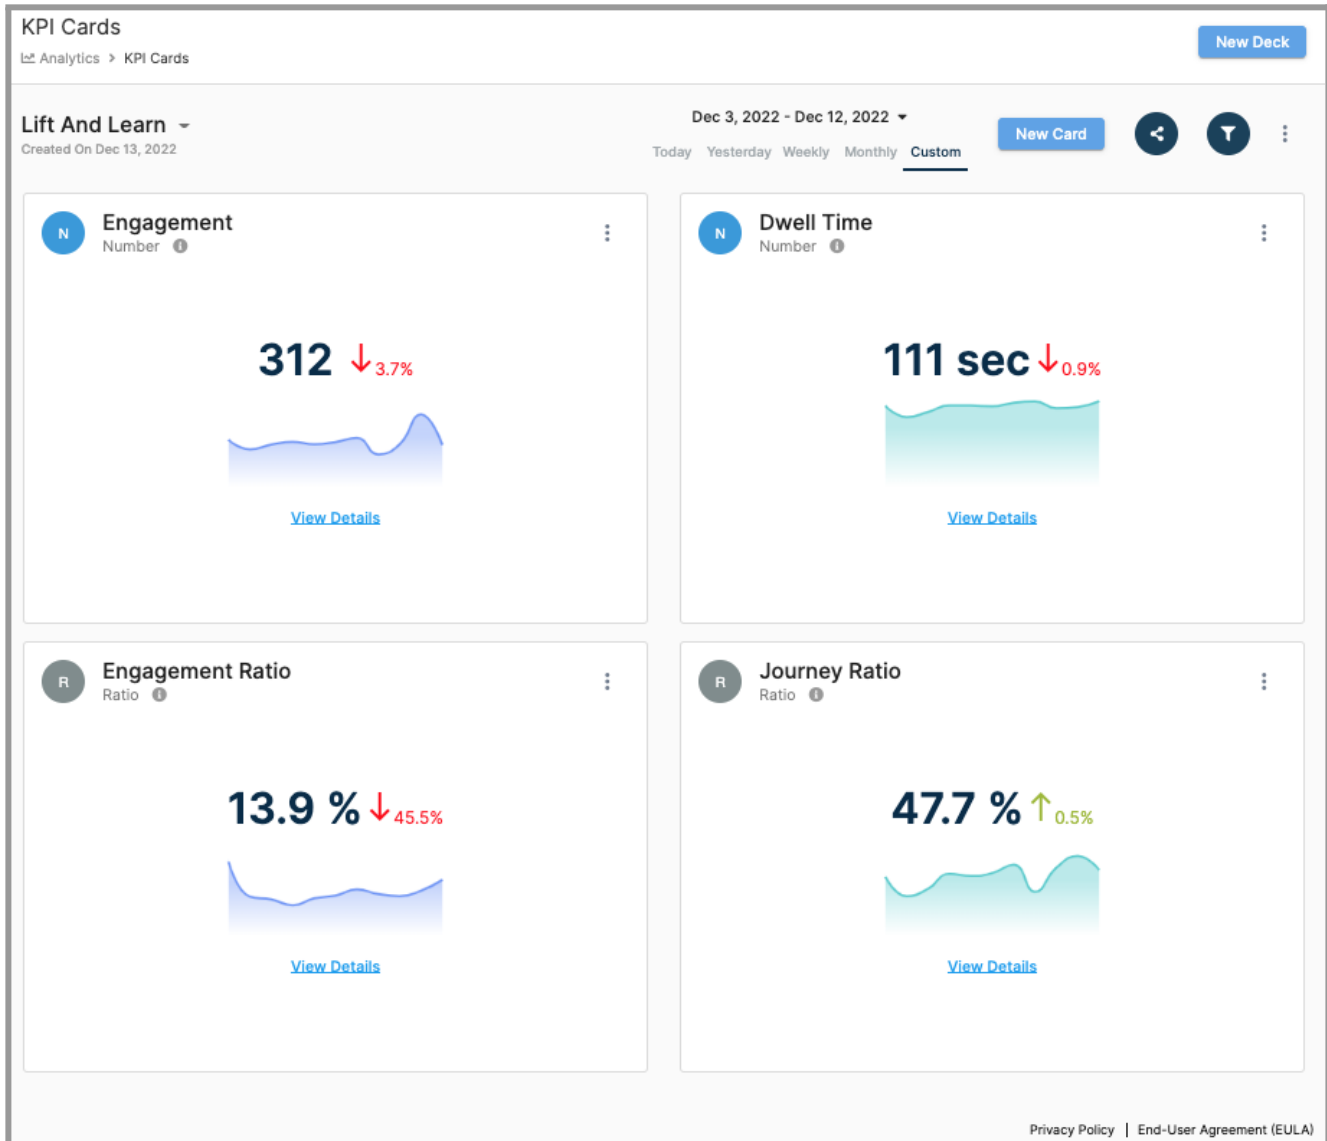 KPI Cards
New Deck
Analytics > KPI Cards
Lift And Learn
Created On Dec 13, 2022
Dec 3, 2022 - Dec 12, 2022
Today Yesterday Weekly Monthly Custom
New Card
N
Engagement
Number
312 ↓ 3.7%
View Details
N
Dwell Time
Number
111 sec ↓ 0.9%
View Details
R
Engagement Ratio
Ratio
13.9 % ↓ 45.5%
View Details
R
Journey Ratio
Ratio
47.7 % ↑ 0.5%
View Details
Privacy Policy | End-User Agreement (EULA)